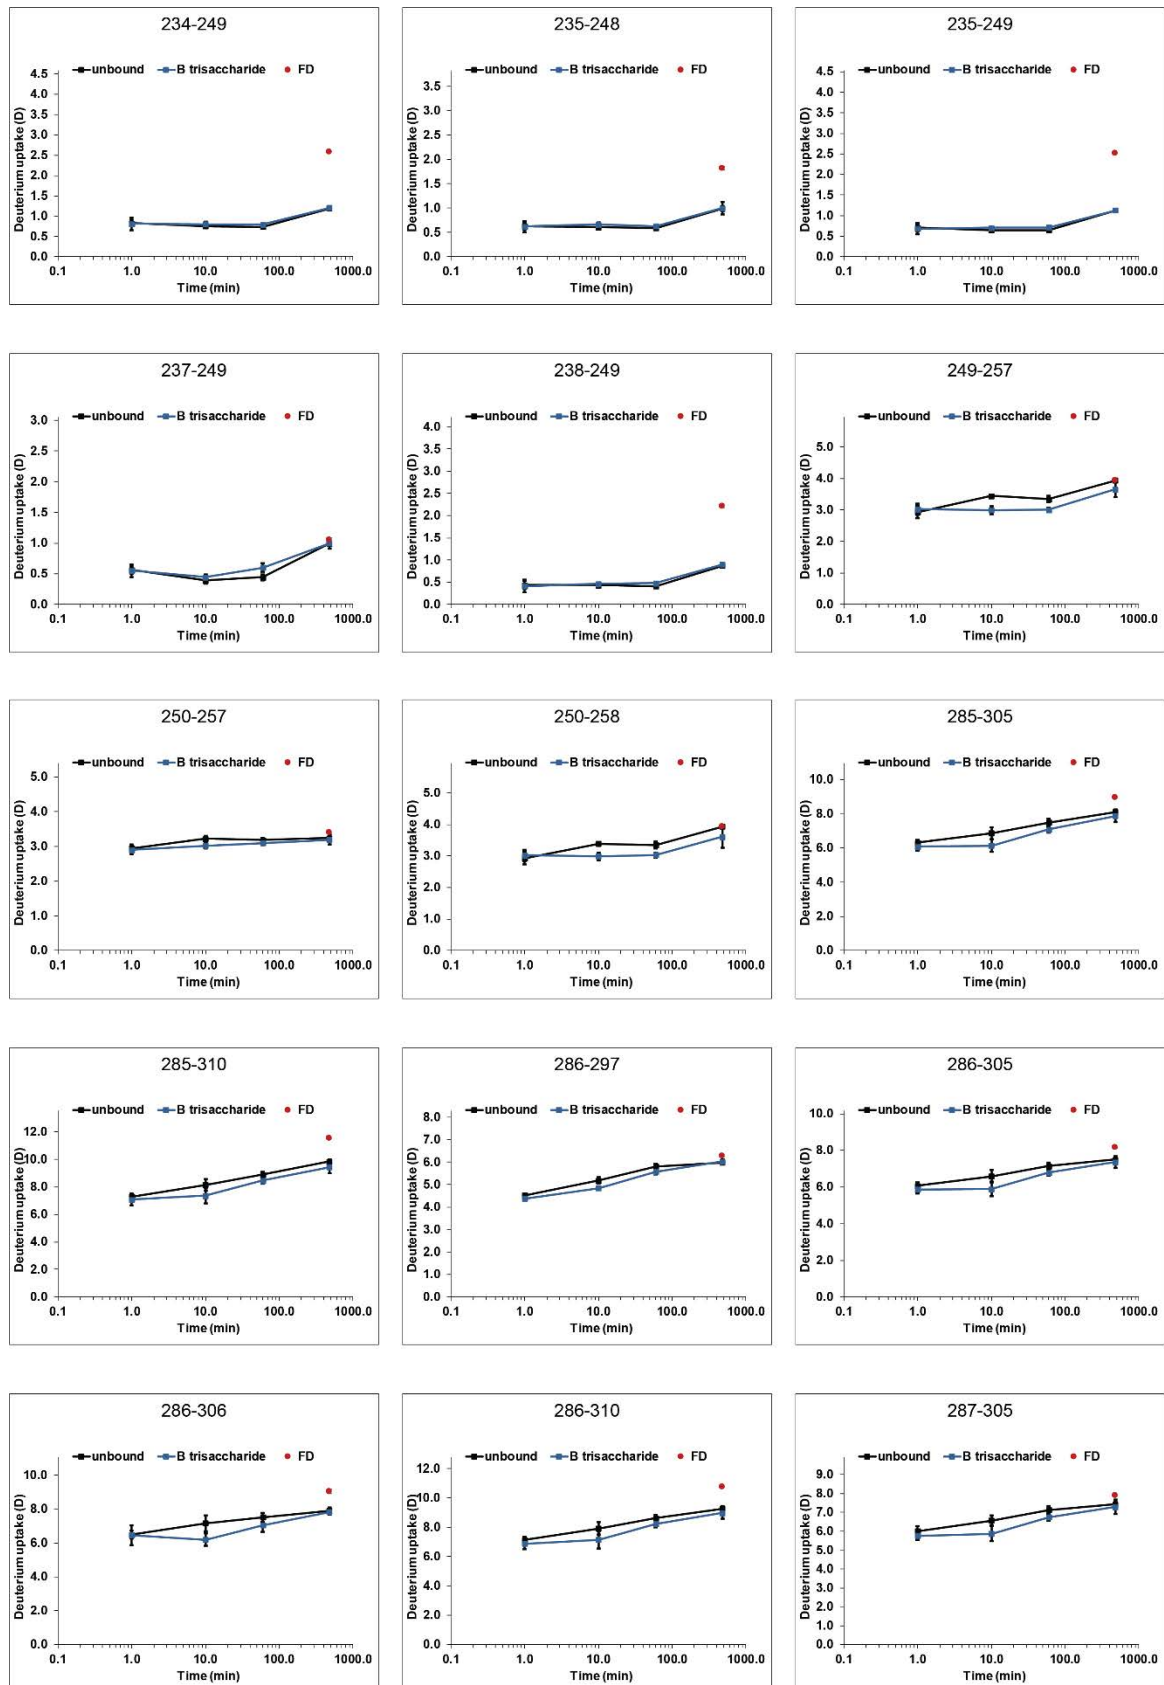 234-249
unbound B trisaccharide FD
Deuterium uptake (D)
4.5
4.0
3.5
3.0
2.5
2.0
1.5
1.0
0.5
0.0
0.1 1.0 10.0 100.0 1000.0
Time (min)
235-248
unbound B trisaccharide FD
Deuterium uptake (D)
3.5
3.0
2.5
2.0
1.5
1.0
0.5
0.0
0.1 1.0 10.0 100.0 1000.0
Time (min)
235-249
unbound B trisaccharide FD
Deuterium uptake (D)
4.5
4.0
3.5
3.0
2.5
2.0
1.5
1.0
0.5
0.0
0.1 1.0 10.0 100.0 1000.0
Time (min)
237-249
unbound B trisaccharide FD
Deuterium uptake (D)
3.0
2.5
2.0
1.5
1.0
0.5
0.0
0.1 1.0 10.0 100.0 1000.0
Time (min)
238-249
unbound B trisaccharide FD
Deuterium uptake (D)
4.0
3.5
3.0
2.5
2.0
1.5
1.0
0.5
0.0
0.1 1.0 10.0 100.0 1000.0
Time (min)
249-257
unbound B trisaccharide FD
Deuterium uptake (D)
5.0
4.0
3.0
2.0
1.0
0.0
0.1 1.0 10.0 100.0 1000.0
Time (min)
250-257
unbound B trisaccharide FD
Deuterium uptake (D)
5.0
4.0
3.0
2.0
1.0
0.0
0.1 1.0 10.0 100.0 1000.0
Time (min)
250-258
unbound B trisaccharide FD
Deuterium uptake (D)
5.0
4.0
3.0
2.0
1.0
0.0
0.1 1.0 10.0 100.0 1000.0
Time (min)
285-305
unbound B trisaccharide FD
Deuterium uptake (D)
10.0
8.0
6.0
4.0
2.0
0.0
0.1 1.0 10.0 100.0 1000.0
Time (min)
285-310
unbound B trisaccharide FD
Deuterium uptake (D)
12.0
10.0
8.0
6.0
4.0
2.0
0.0
0.1 1.0 10.0 100.0 1000.0
Time (min)
286-297
unbound B trisaccharide FD
Deuterium uptake (D)
8.0
7.0
6.0
5.0
4.0
3.0
2.0
1.0
0.0
0.1 1.0 10.0 100.0 1000.0
Time (min)
286-305
unbound B trisaccharide FD
Deuterium uptake (D)
10.0
8.0
6.0
4.0
2.0
0.0
0.1 1.0 10.0 100.0 1000.0
Time (min)
286-306
unbound B trisaccharide FD
Deuterium uptake (D)
10.0
8.0
6.0
4.0
2.0
0.0
0.1 1.0 10.0 100.0 1000.0
Time (min)
286-310
unbound B trisaccharide FD
Deuterium uptake (D)
12.0
10.0
8.0
6.0
4.0
2.0
0.0
0.1 1.0 10.0 100.0 1000.0
Time (min)
287-305
unbound B trisaccharide FD
Deuterium uptake (D)
9.0
8.0
7.0
6.0
5.0
4.0
3.0
2.0
1.0
0.0
0.1 1.0 10.0 100.0 1000.0
Time (min)